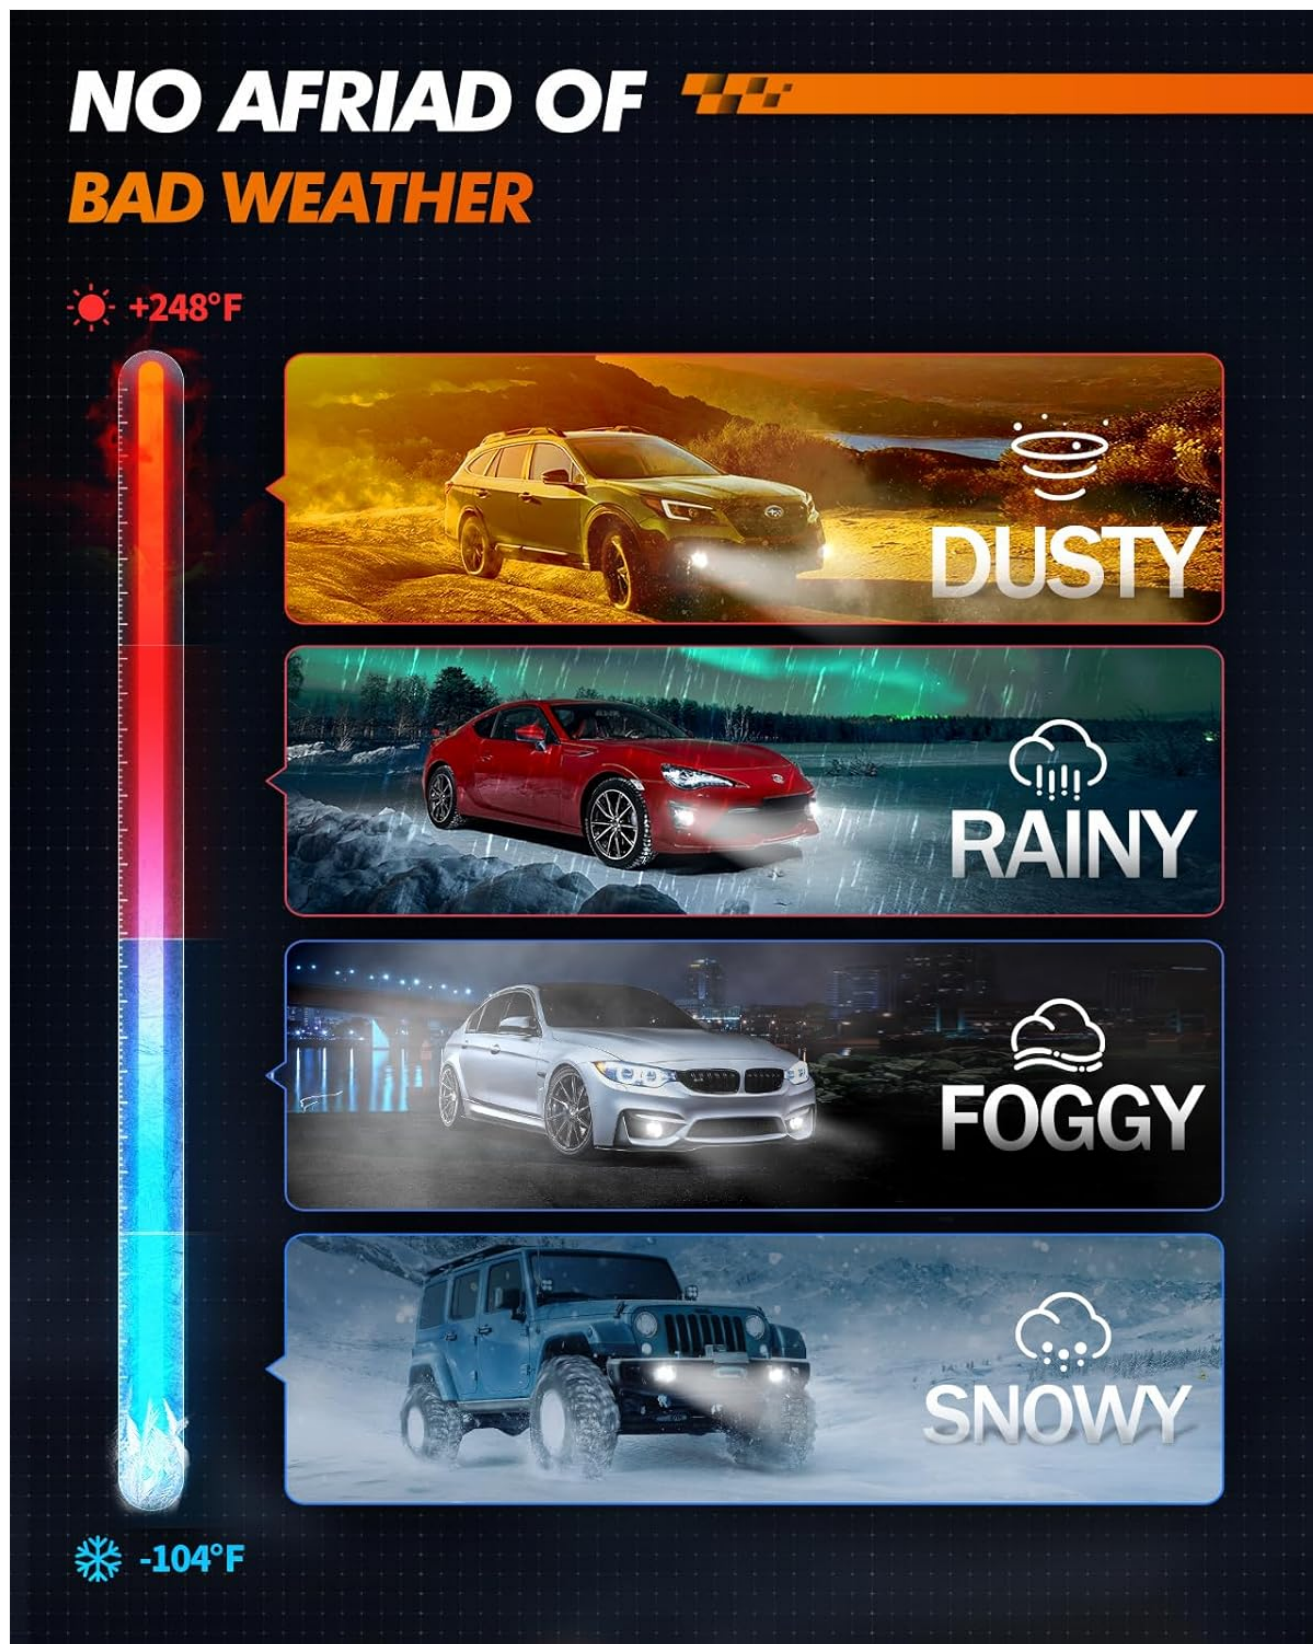 NO AFRIAD OF
BAD WEATHER
+248°F
DUSTY
RAINY
FOGGY
SNOWY
-104°F